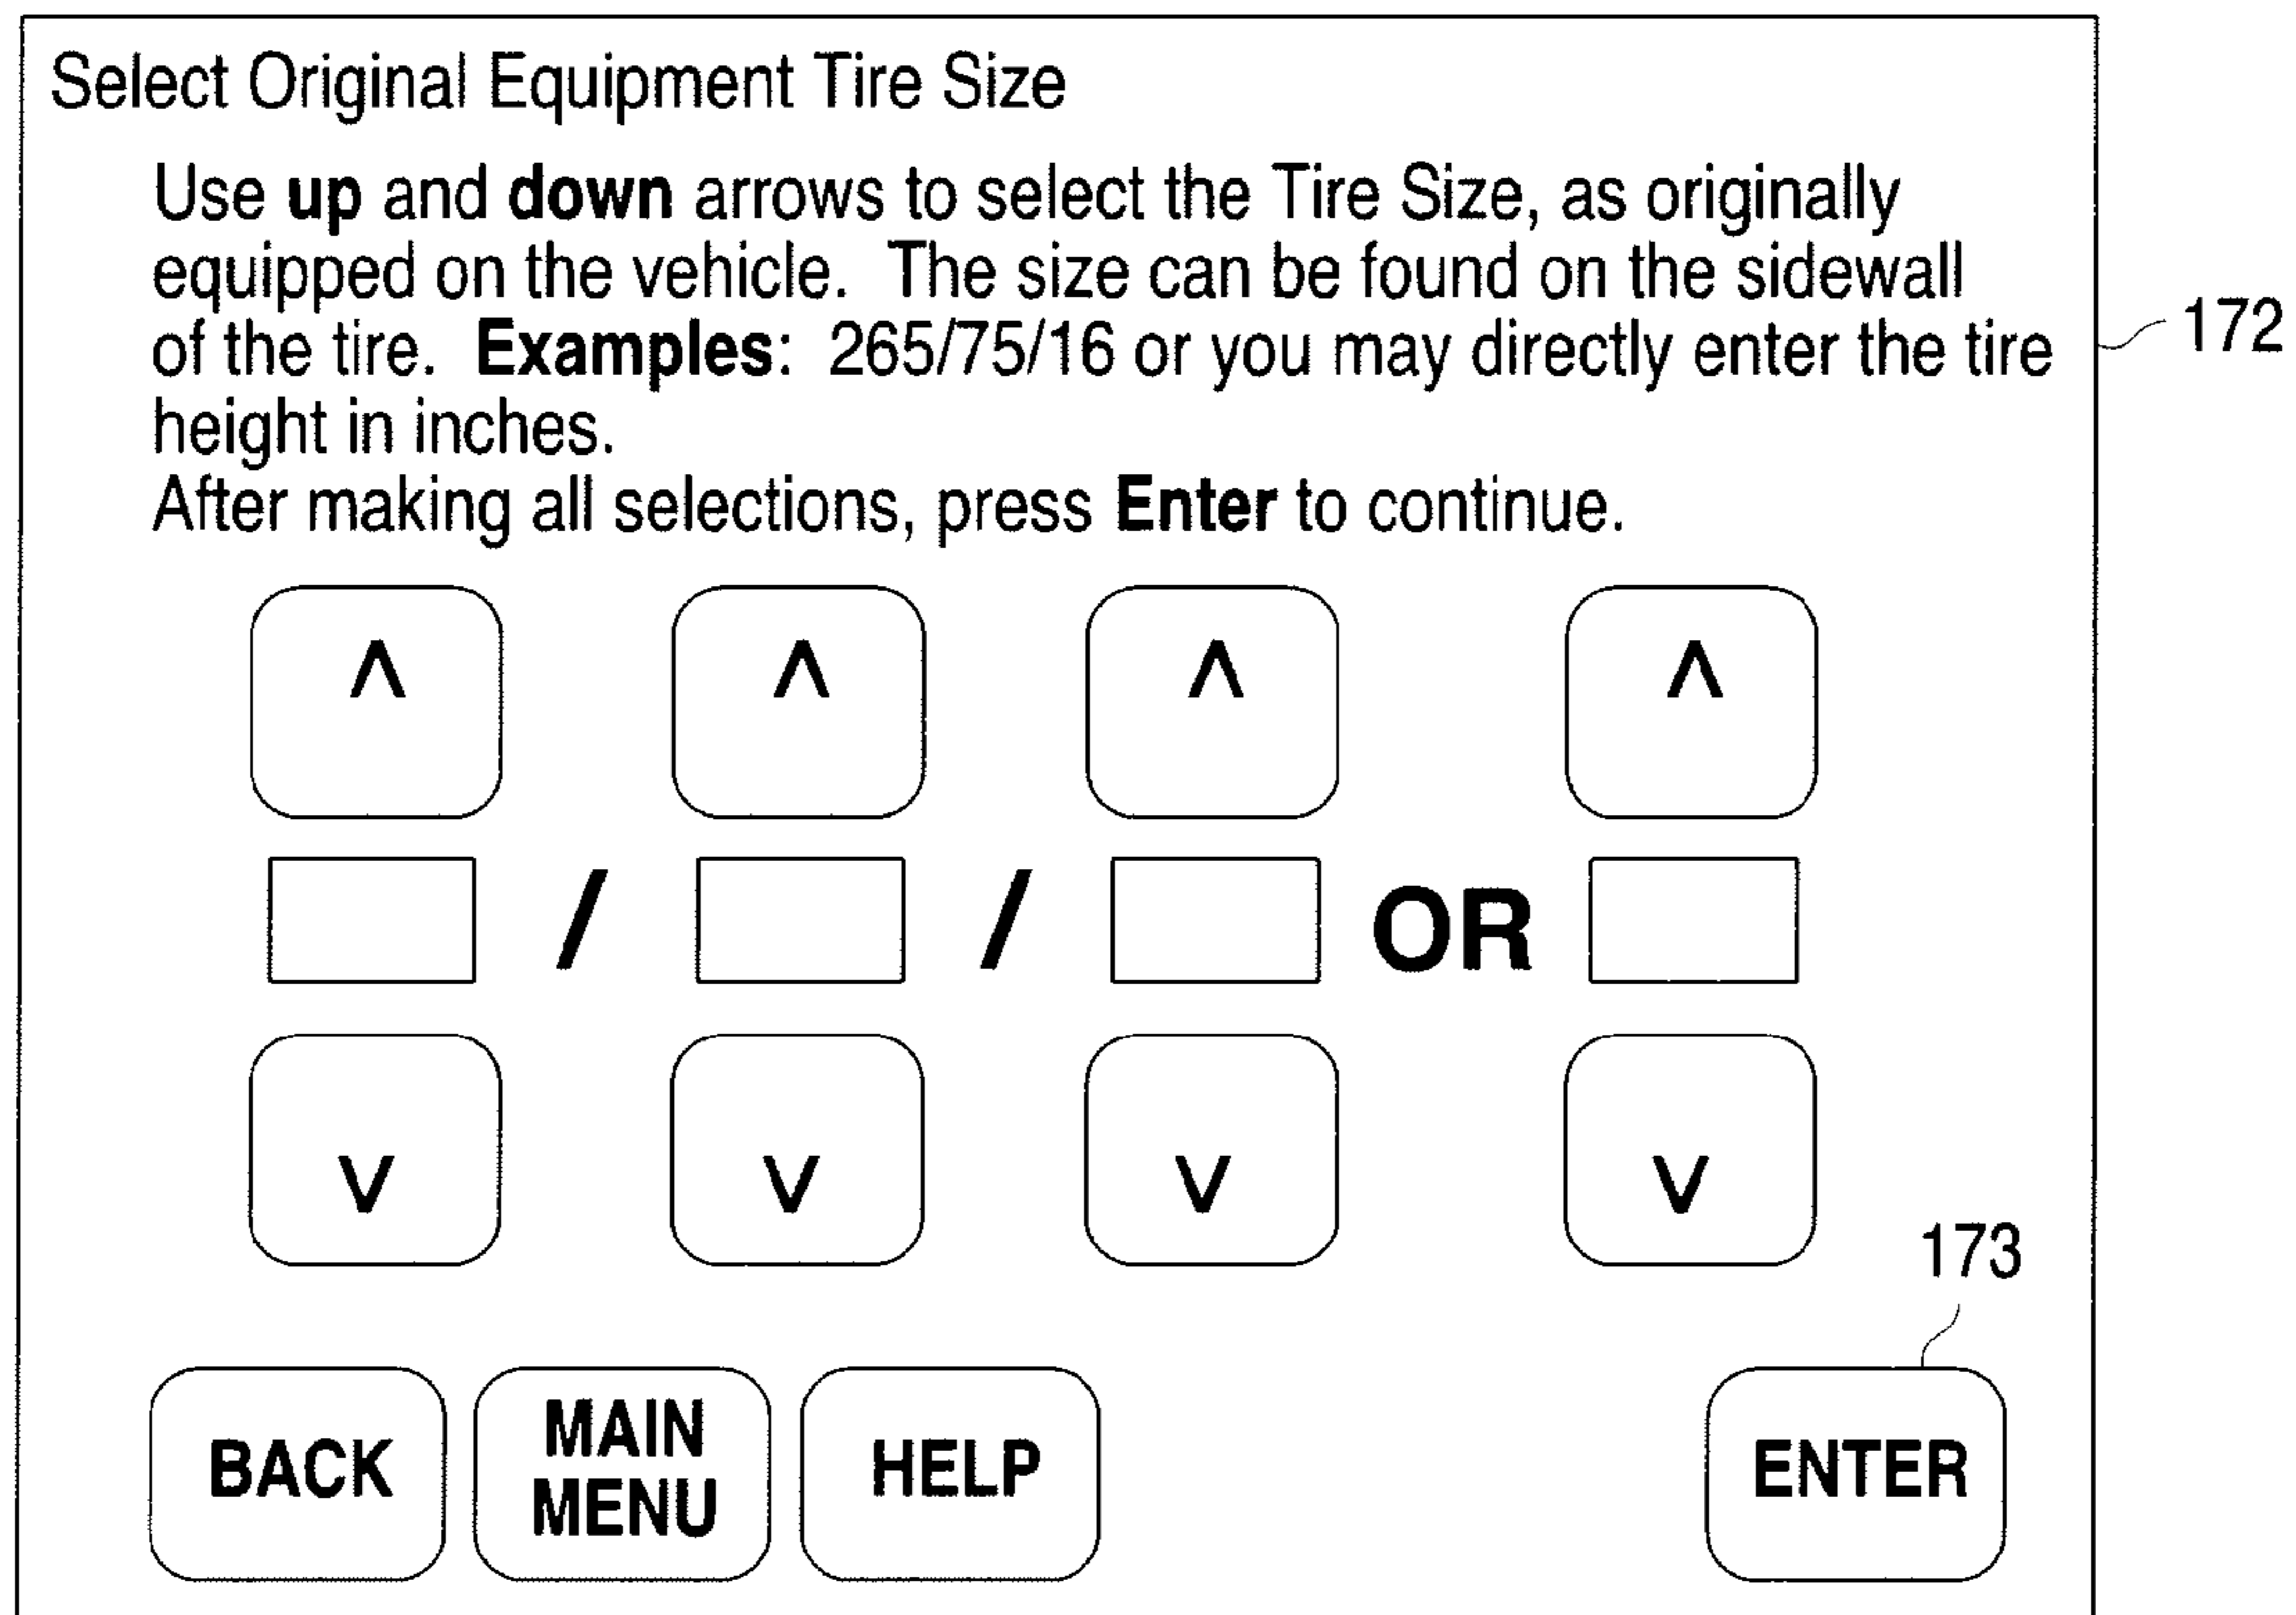 Select Original Equipment Tire Size
Use up and down arrows to select the Tire Size, as originally
equipped on the vehicle. The size can be found on the sidewall
of the tire. Examples: 265/75/16 or you may directly enter the tire
height in inches.
After making all selections, press Enter to continue.
172
^ ^ ^ ^
/ / OR
v v v v
173
BACK MAIN MENU HELP ENTER